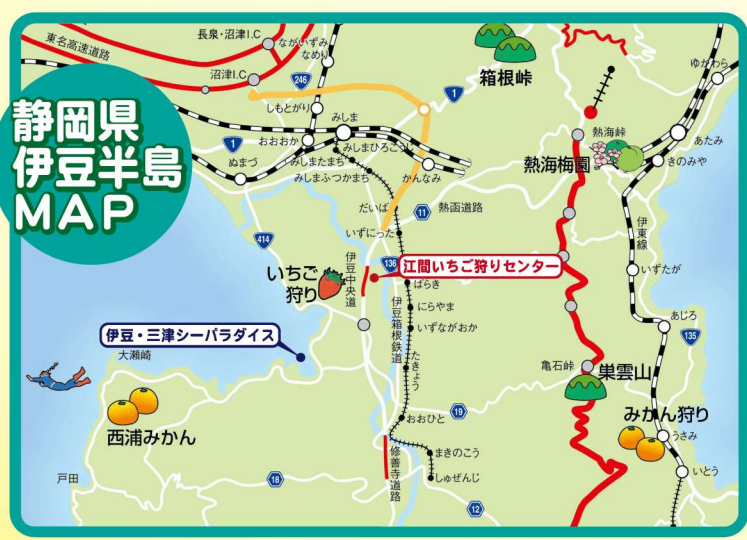 静岡県
伊豆半島
MAP
長泉・沼津I.C
ながいずみ
なめり
東名高速道路
沼津I.C
246
しもとがり
1
箱根峠
ゆがわら
1
おおおか
みしま
みしまひろこうじ
みしまたまち
みしまふつかまち
ぬまづ
かんなみ
熱海峠
あたみ
きのみや
熱海梅園
だいば
11
熱函道路
いずにった
414
136
伊豆中央道
江間いちご狩りセンター
いちご
狩り
ばらき
にらやま
いずながおか
伊豆箱根鉄道
伊東線
いずたが
あじろ
135
伊豆・三津シーパラダイス
大瀬崎
たきょう
亀石峠
巣雲山
西浦みかん
おおひと
19
みかん狩り
うさみ
いとう
戸田
18
修善寺道路
まきのこう
しゅぜんじ
12